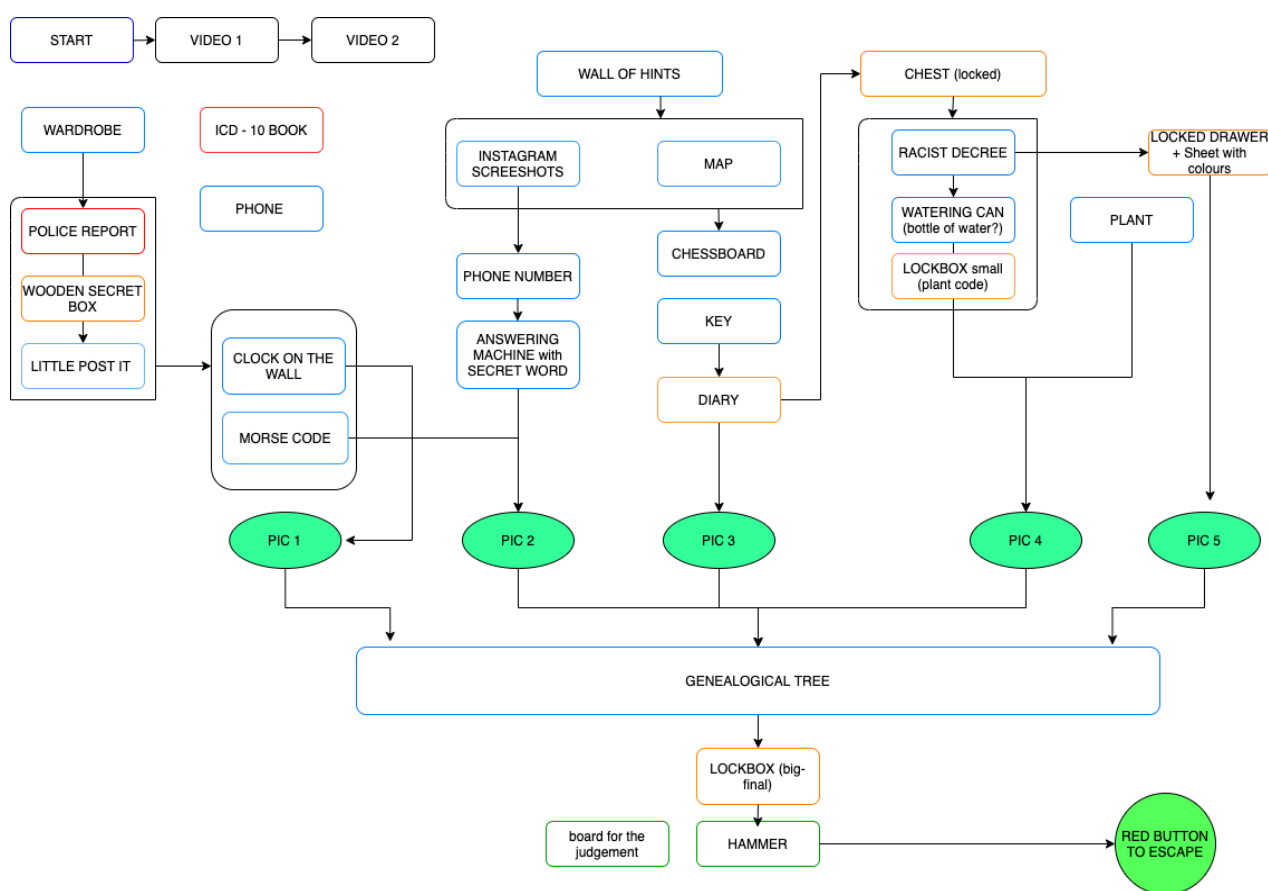 START
VIDEO 1
VIDEO 2
WALL OF HINTS
CHEST (locked)
WARDROBE
ICD - 10 BOOK
INSTAGRAM
SCREESHOTS
MAP
RACIST DECREE
LOCKED DRAWER
+ Sheet with
colours
PHONE
POLICE REPORT
WATERING CAN
(bottle of water?)
PLANT
CHESSBOARD
PHONE NUMBER
LOCKBOX small
(plant code)
WOODEN SECRET
BOX
KEY
ANSWERING
MACHINE with
SECRET WORD
LITTLE POST IT
CLOCK ON THE
WALL
DIARY
MORSE CODE
PIC 1
PIC 2
PIC 3
PIC 4
PIC 5
GENEALOGICAL TREE
LOCKBOX (big-
final)
board for the
judgement
HAMMER
RED BUTTON
TO ESCAPE